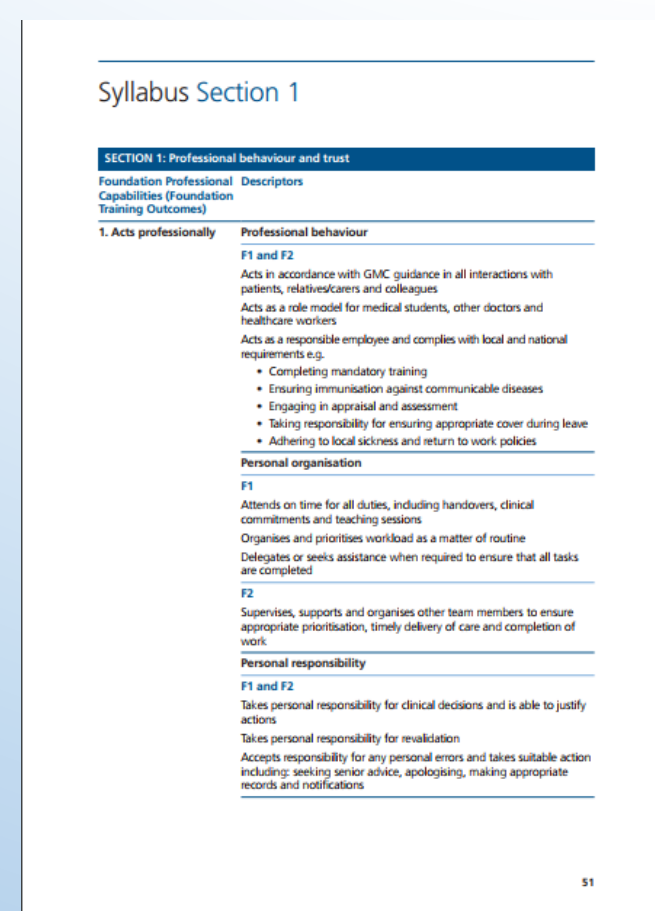 Syllabus Section 1
SECTION 1: Professional behaviour and trust
Foundation Professional Descriptors
Capabilities (Foundation
Training Outcomes)
1. Acts professionally Professional behaviour
F1 and F2
Acts in accordance with GMC guidance in all interactions with
patients, relatives/carers and colleagues
Acts as a role model for medical students, other doctors and
healthcare workers
Acts as a responsible employee and complies with local and national
requirements e.g.
• Completing mandatory training
• Ensuring immunisation against communicable diseases
• Engaging in appraisal and assessment
• Taking responsibility for ensuring appropriate cover during leave
• Adhering to local sickness and return to work policies
Personal organisation
F1
Attends on time for all duties, including handovers, clinical
commitments and teaching sessions
Organises and prioritises workload as a matter of routine
Delegates or seeks assistance when required to ensure that all tasks
are completed
F2
Supervises, supports and organises other team members to ensure
appropriate prioritisation, timely delivery of care and completion of
work
Personal responsibility
F1 and F2
Takes personal responsibility for clinical decisions and is able to justify
actions
Takes personal responsibility for revalidation
Accepts responsibility for any personal errors and takes suitable action
including: seeking senior advice, apologising, making appropriate
records and notifications
51